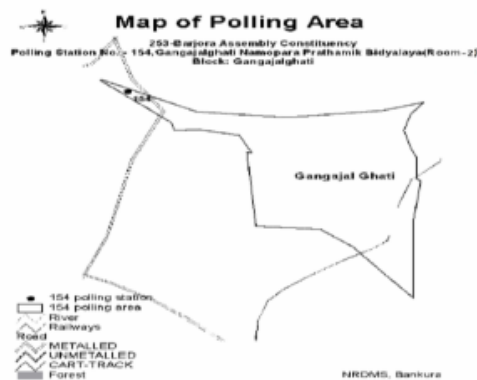 Map of Polling Area
253-Barjora Assembly Constituency
Polling Station No.- 154,Gangajalghati Namopara Prathamik Bidyalaya(Room-2)
Block: Gangajalghati
154
Gangajal Ghati
154 polling station
154 polling area
River
Railways
Road
METALLED
UNMETALLED
CART-TRACK
Forest
NRDMS, Bankura